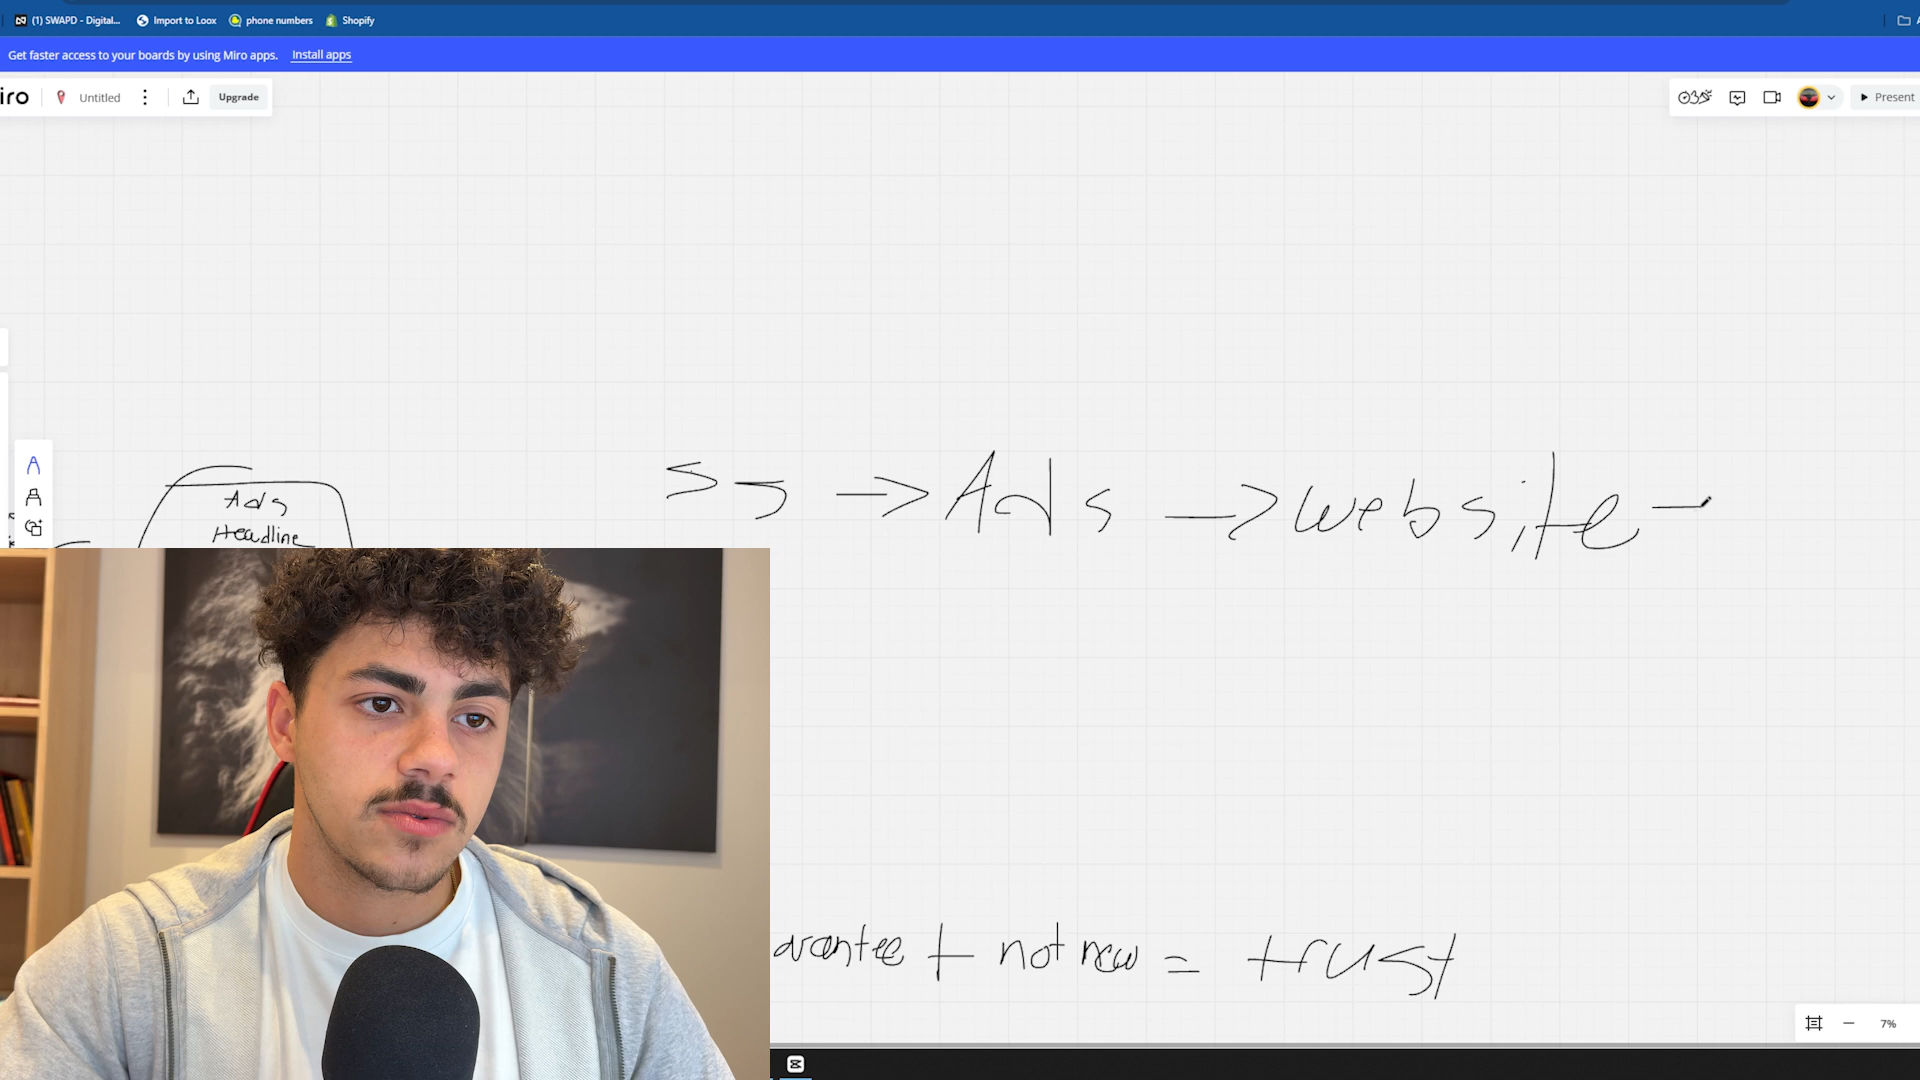 (1) SWAPD - Digital... Import to Loox phone numbers Shopify
Get faster access to your boards by using Miro apps. Install apps
iro Untitled Upgrade
Present
Ads
Headline
→ Ads → website -
arantee + not new = trust
7%